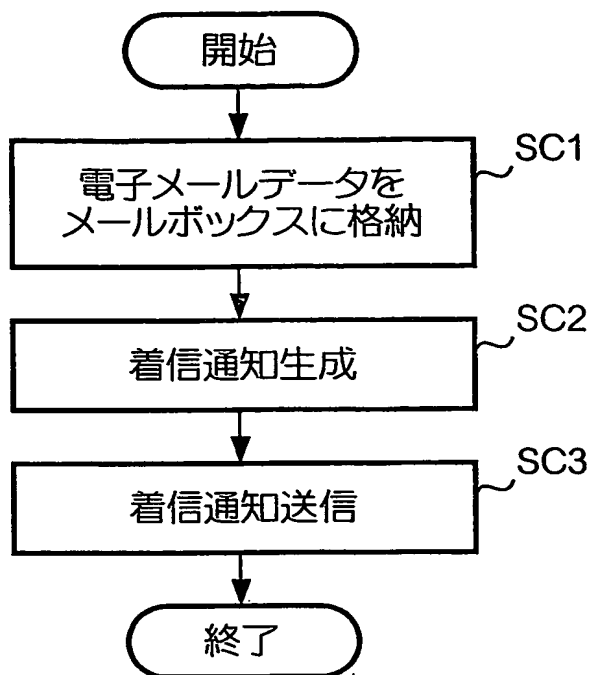 開始
SC1
電子メールデータを
メールボックスに格納
SC2
着信通知生成
SC3
着信通知送信
終了